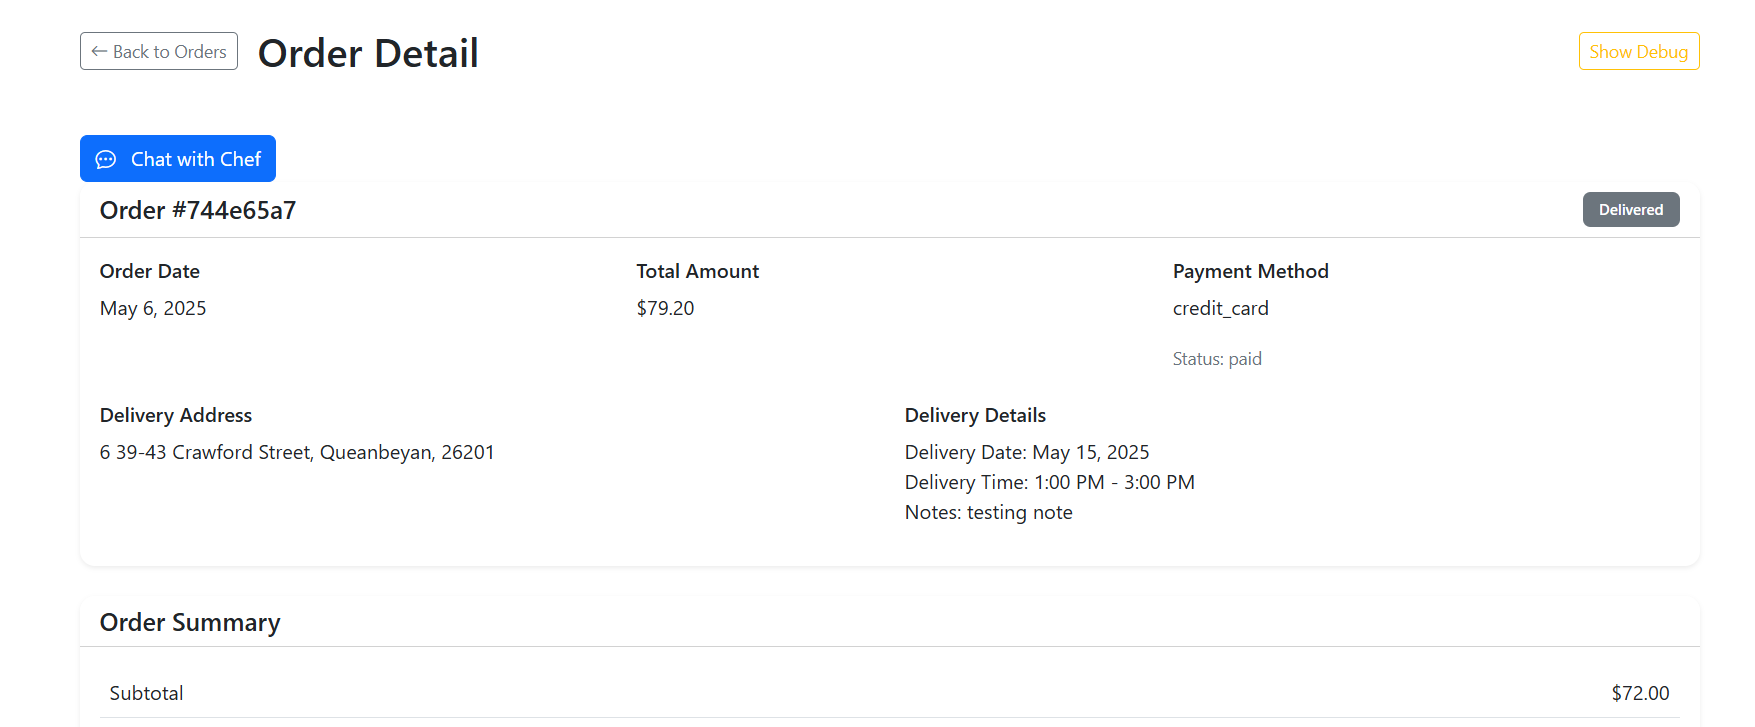 ← Back to Orders
Order Detail
Show Debug
Chat with Chef
Order #744e65a7
Delivered
Order Date
May 6, 2025
Total Amount
$79.20
Payment Method
credit_card
Status: paid
Delivery Address
6 39-43 Crawford Street, Queanbeyan, 26201
Delivery Details
Delivery Date: May 15, 2025
Delivery Time: 1:00 PM - 3:00 PM
Notes: testing note
Order Summary
Subtotal
$72.00